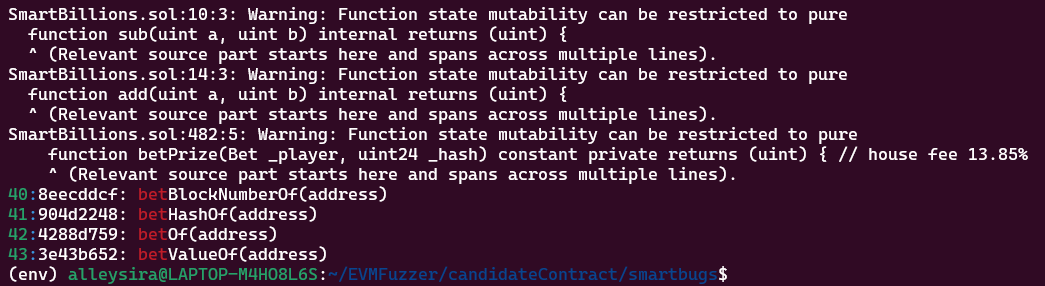 SmartBillions.sol:10:3: Warning: Function state mutability can be restricted to pure
  function sub(uint a, uint b) internal returns (uint) {
  ^ (Relevant source part starts here and spans across multiple lines).
SmartBillions.sol:14:3: Warning: Function state mutability can be restricted to pure
  function add(uint a, uint b) internal returns (uint) {
  ^ (Relevant source part starts here and spans across multiple lines).
SmartBillions.sol:482:5: Warning: Function state mutability can be restricted to pure
    function betPrize(Bet _player, uint24 _hash) constant private returns (uint) { // house fee 13.85%
    ^ (Relevant source part starts here and spans across multiple lines).
40:8eecddcf: betBlockNumberOf(address)
41:904d2248: betHashOf(address)
42:4288d759: betOf(address)
43:3e43b652: betValueOf(address)
(env) alleysira@LAPTOP-M4HO8L6S:~/EVMFuzzer/candidateContract/smartbugs$